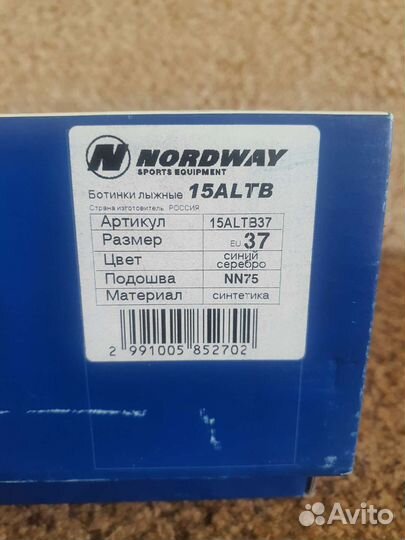 NORDWAY
SPORTS EQUIPMENT
Ботинки лыжные 15ALTB
Страна изготовитель РОССИЯ
Артикул 15ALTB37
Размер EU 37
Цвет синий серебро
Подошва NN75
Материал синтетика
2 991005 852702
Avito